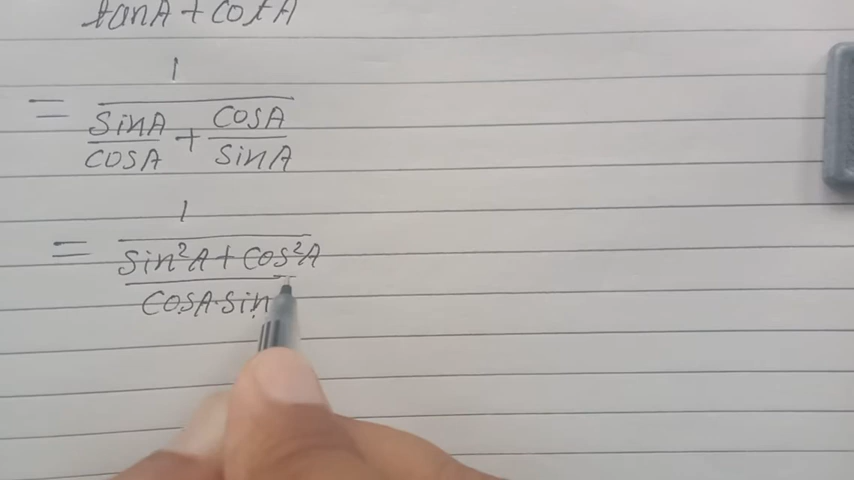 tanA + cotA
1
= sinA/cosA + cosA/sinA
1
= sin²A + cos²A
cosA·sin